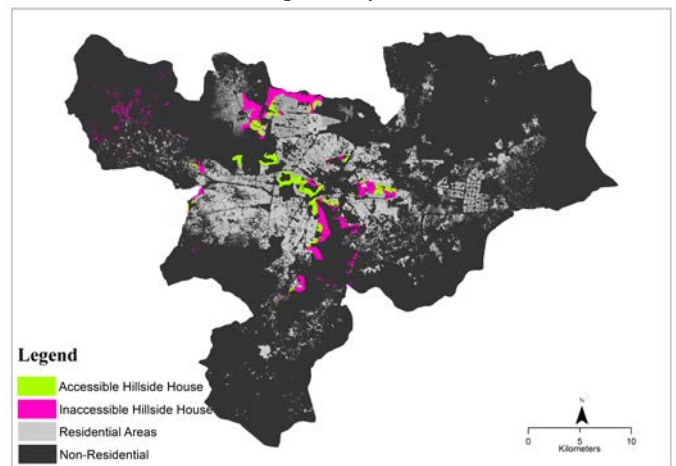 Legend
Accessible Hillside House
Inaccessible Hillside House
Residential Areas
Non-Residential
N
0 5 10
Kilometers